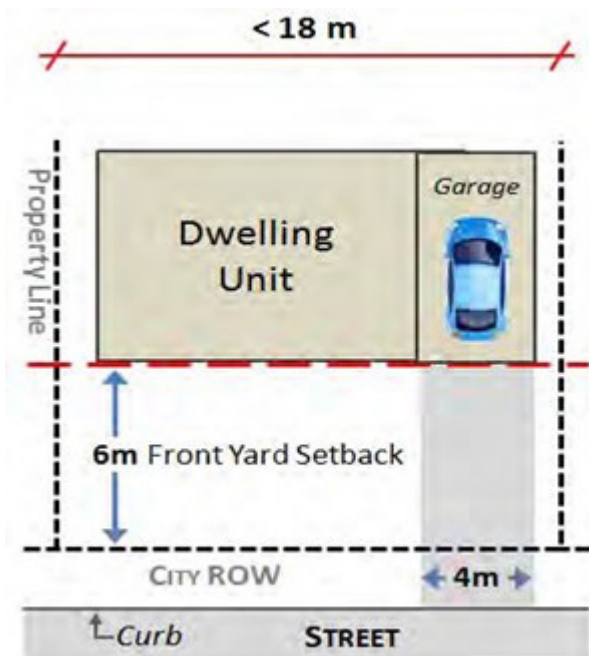 < 18 m
Property Line
Garage
Dwelling
Unit
6m Front Yard Setback
CITY ROW
4m
Curb
STREET